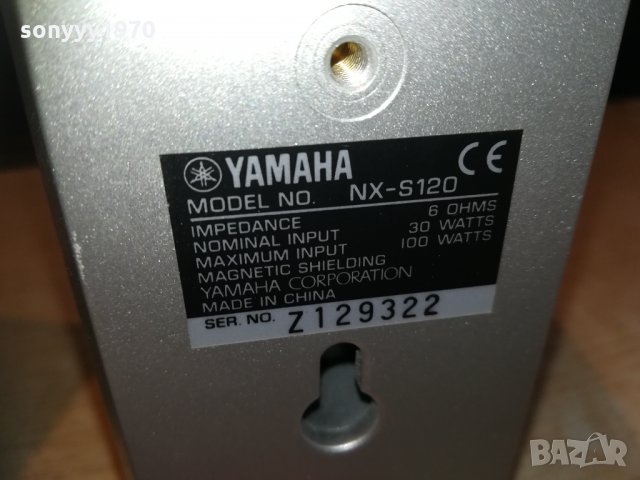 sonyyy1970
YAMAHA CE
MODEL NO. NX-S120
IMPEDANCE 6 OHMS
NOMINAL INPUT 30 WATTS
MAXIMUM INPUT 100 WATTS
MAGNETIC SHIELDING
YAMAHA CORPORATION
MADE IN CHINA
SER. NO. Z129322
BAZAR